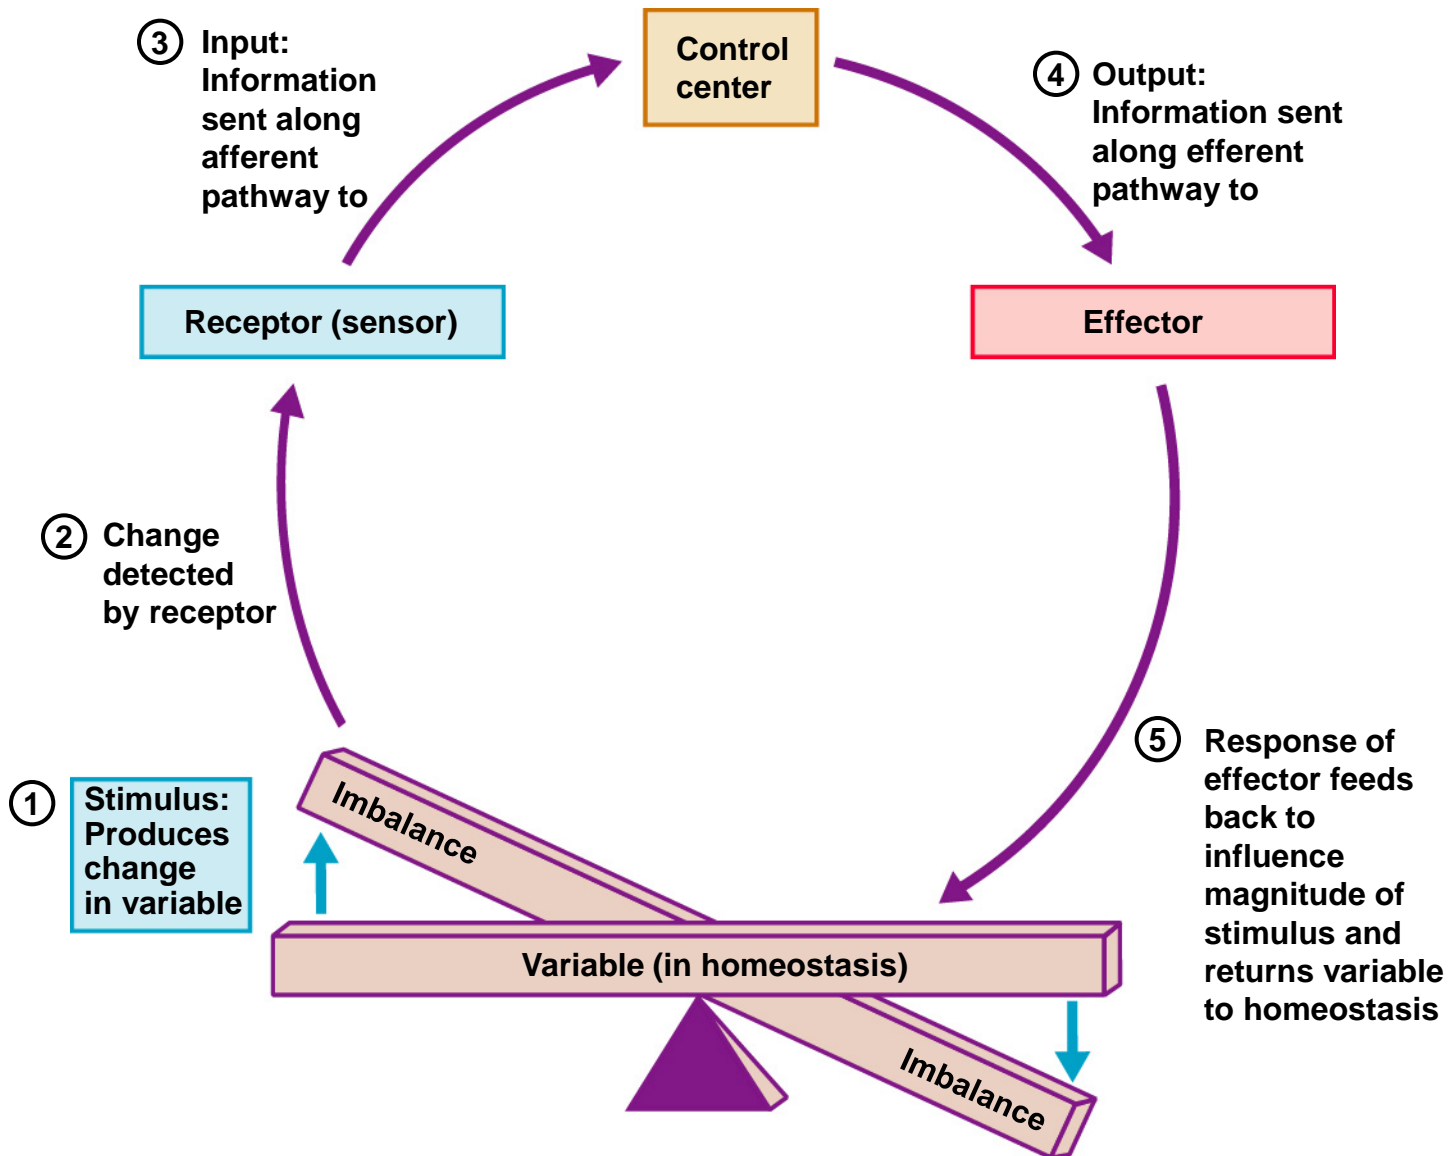 3 Input:
Information
sent along
afferent
pathway to
Control
center
4 Output:
Information sent
along efferent
pathway to
Receptor (sensor)
Effector
2 Change
detected
by receptor
1 Stimulus:
Produces
change
in variable
Imbalance
Variable (in homeostasis)
Imbalance
5 Response of
effector feeds
back to
influence
magnitude of
stimulus and
returns variable
to homeostasis